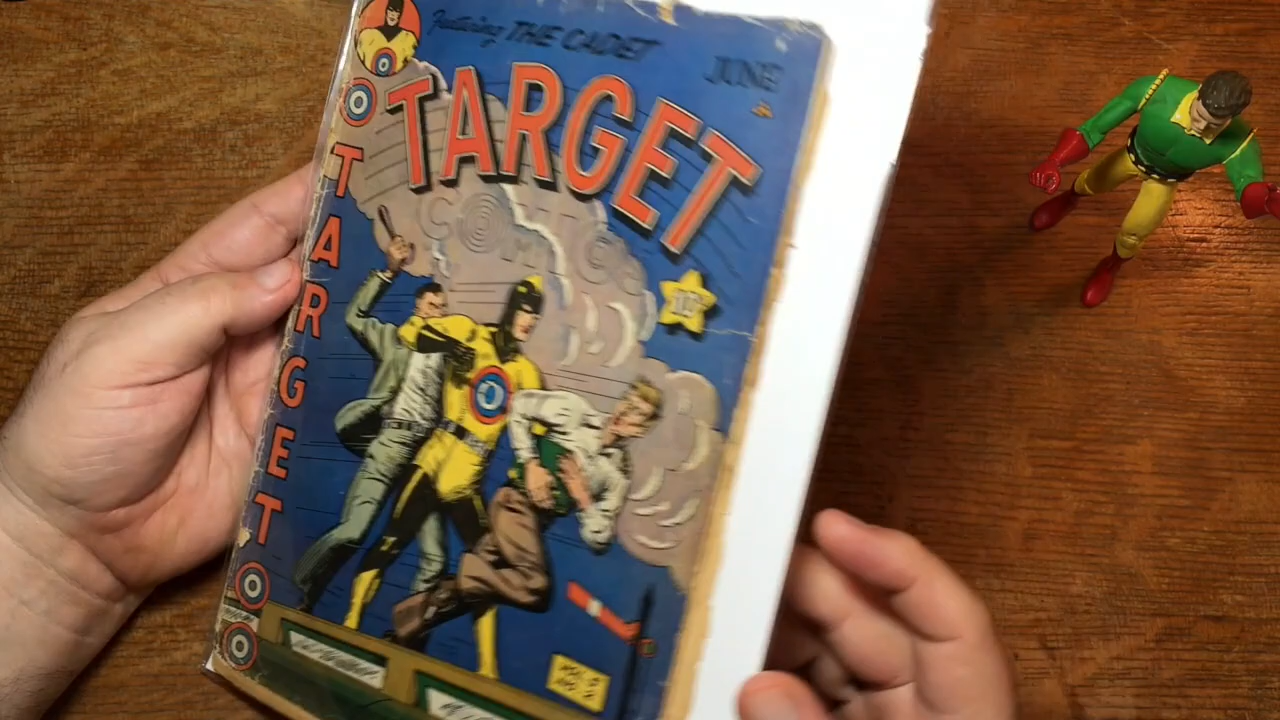 Featuring THE CADET
JUNE
TARGET
COMICS
10¢
TARGET